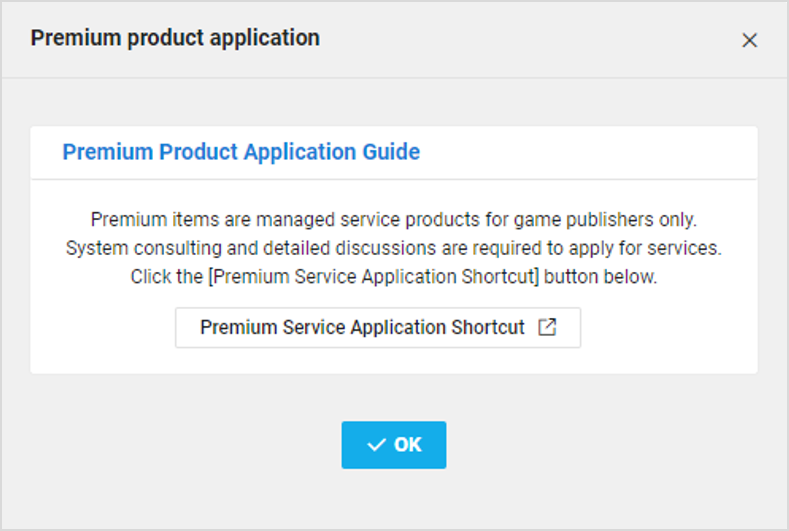 Premium product application
Premium Product Application Guide
Premium items are managed service products for game publishers only.
System consulting and detailed discussions are required to apply for services.
Click the [Premium Service Application Shortcut] button below.
Premium Service Application Shortcut
OK